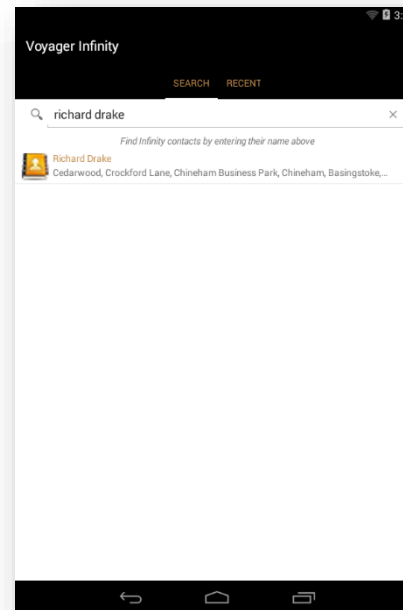 3:
Voyager Infinity
SEARCH RECENT
richard drake
Find Infinity contacts by entering their name above
Richard Drake
Cedarwood, Crockford Lane, Chineham Business Park, Chineham, Basingstoke,...